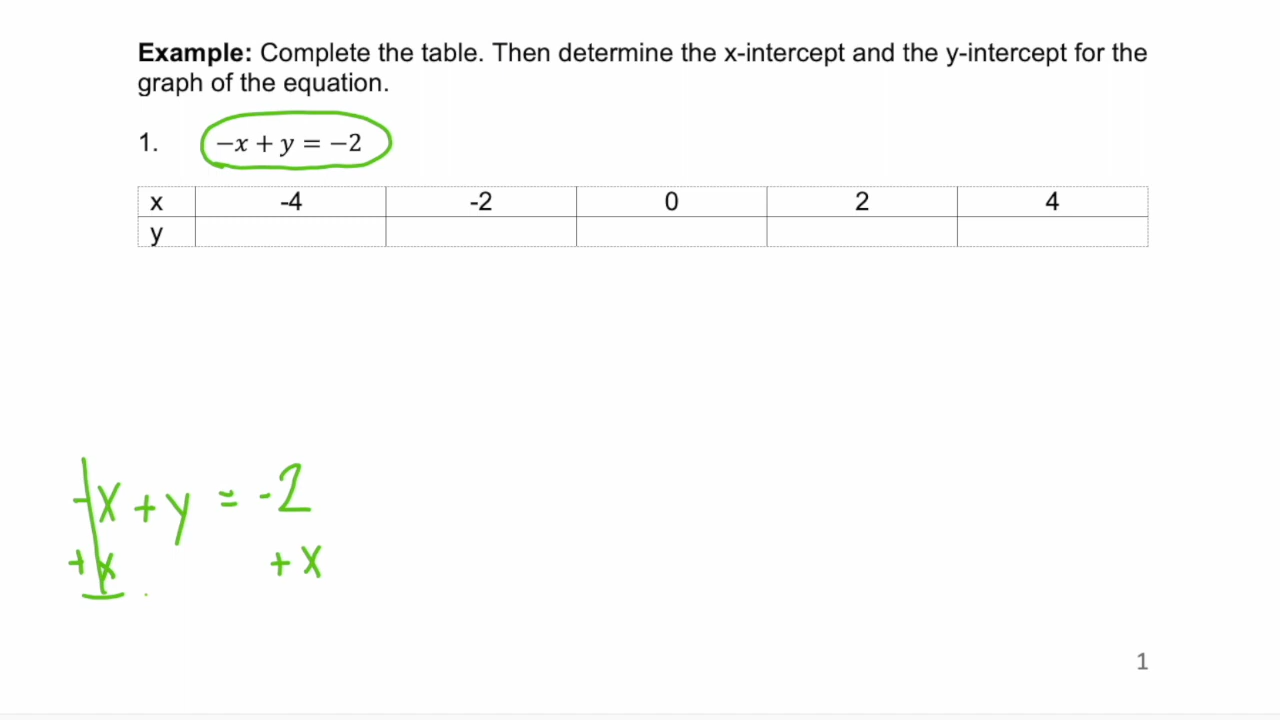 Example: Complete the table. Then determine the x-intercept and the y-intercept for the
graph of the equation.
1. −x + y = −2
x -4 -2 0 2 4
y
-x + y = -2
+ x + x
1